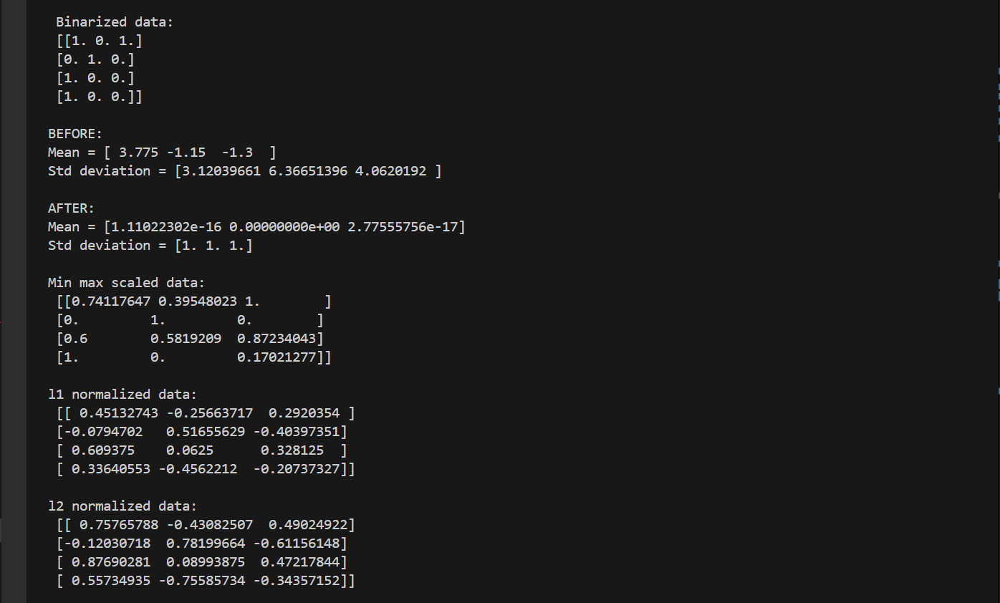 Binarized data:
[[1. 0. 1.]
[0. 1. 0.]
[1. 0. 0.]
[1. 0. 0.]]
BEFORE:
Mean = [ 3.775 -1.15  -1.3  ]
Std deviation = [3.12039661 6.36651396 4.0620192 ]
AFTER:
Mean = [1.11022302e-16 0.00000000e+00 2.77555756e-17]
Std deviation = [1. 1. 1.]
Min max scaled data:
[[0.74117647 0.39548023 1.        ]
[0.         1.         0.        ]
[0.6        0.5819209  0.87234043]
[1.         0.         0.17021277]]
l1 normalized data:
[[ 0.45132743 -0.25663717  0.2920354 ]
[-0.0794702   0.51655629 -0.40397351]
[ 0.609375    0.0625      0.328125  ]
[ 0.33640553 -0.4562212  -0.20737327]]
l2 normalized data:
[[ 0.75765788 -0.43082507  0.49024922]
[-0.12030718  0.78199664 -0.61156148]
[ 0.87690281  0.08993875  0.47217844]
[ 0.55734935 -0.75585734 -0.34357152]]